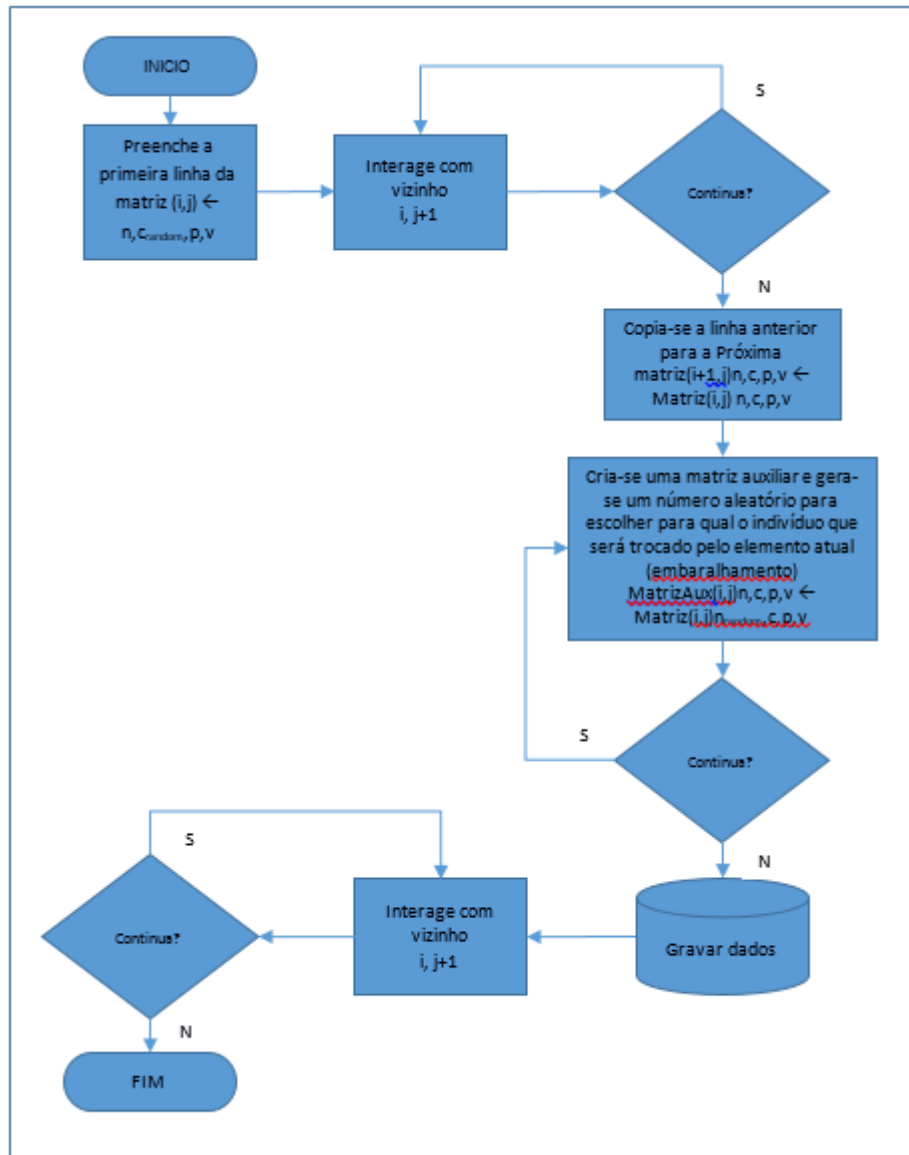 INICIO
Preenche a
primeira linha da
matriz (i,j) ←
n,crandom,p,v
Interage com
vizinho
i, j+1
S
Continua?
N
Copia-se a linha anterior
para a Próxima
matriz(i+1,j)n,c,p,v ←
Matriz(i,j) n,c,p,v
Cria-se uma matriz auxiliar e gera-
se um número aleatório para
escolher para qual o indivíduo que
será trocado pelo elemento atual
(embaralhamento)
MatrizAux(i,j)n,c,p,v ←
Matriz(i,j)nrandom,c,p,v
Continua?
S
N
Gravar dados
Interage com
vizinho
i, j+1
S
Continua?
N
FIM